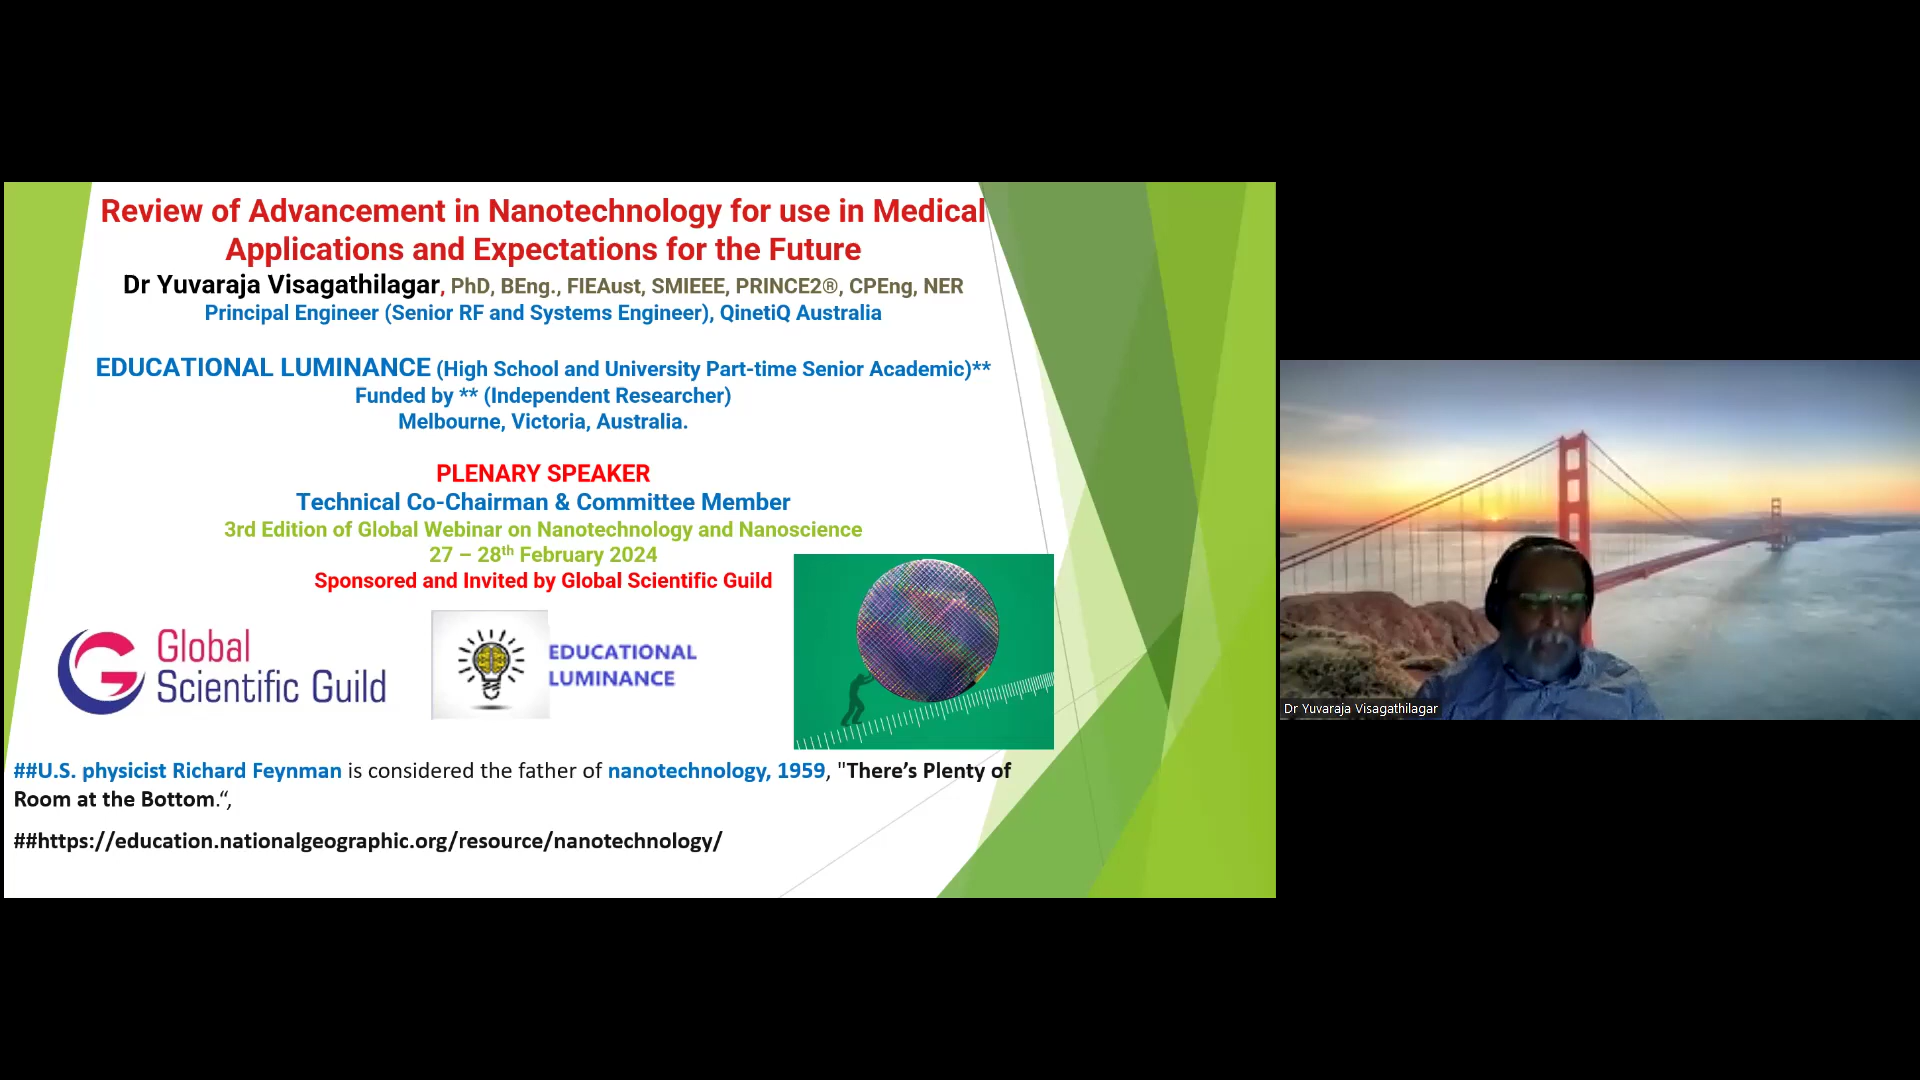 Review of Advancement in Nanotechnology for use in Medical
Applications and Expectations for the Future
Dr Yuvaraja Visagathilagar, PhD, BEng., FIEAust, SMIEEE, PRINCE2®, CPEng, NER
Principal Engineer (Senior RF and Systems Engineer), QinetiQ Australia
EDUCATIONAL LUMINANCE (High School and University Part-time Senior Academic)**
Funded by ** (Independent Researcher)
Melbourne, Victoria, Australia.
PLENARY SPEAKER
Technical Co-Chairman & Committee Member
3rd Edition of Global Webinar on Nanotechnology and Nanoscience
27 – 28th February 2024
Sponsored and Invited by Global Scientific Guild
Global
Scientific Guild
EDUCATIONAL
LUMINANCE
##U.S. physicist Richard Feynman is considered the father of nanotechnology, 1959, "There’s Plenty of
Room at the Bottom.“,
##https://education.nationalgeographic.org/resource/nanotechnology/
Dr Yuvaraja Visagathilagar